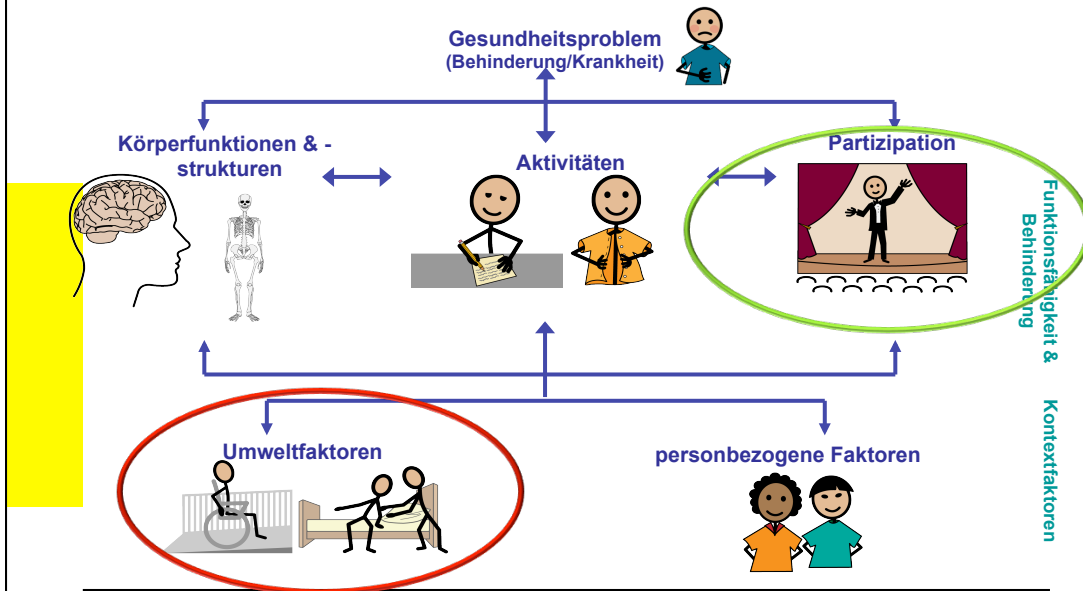 Gesundheitsproblem
(Behinderung/Krankheit)
Körperfunktionen & -
strukturen
Aktivitäten
Partizipation
Funktionsfähigkeit &
Behinderung
Umweltfaktoren
personbezogene Faktoren
Kontextfaktoren